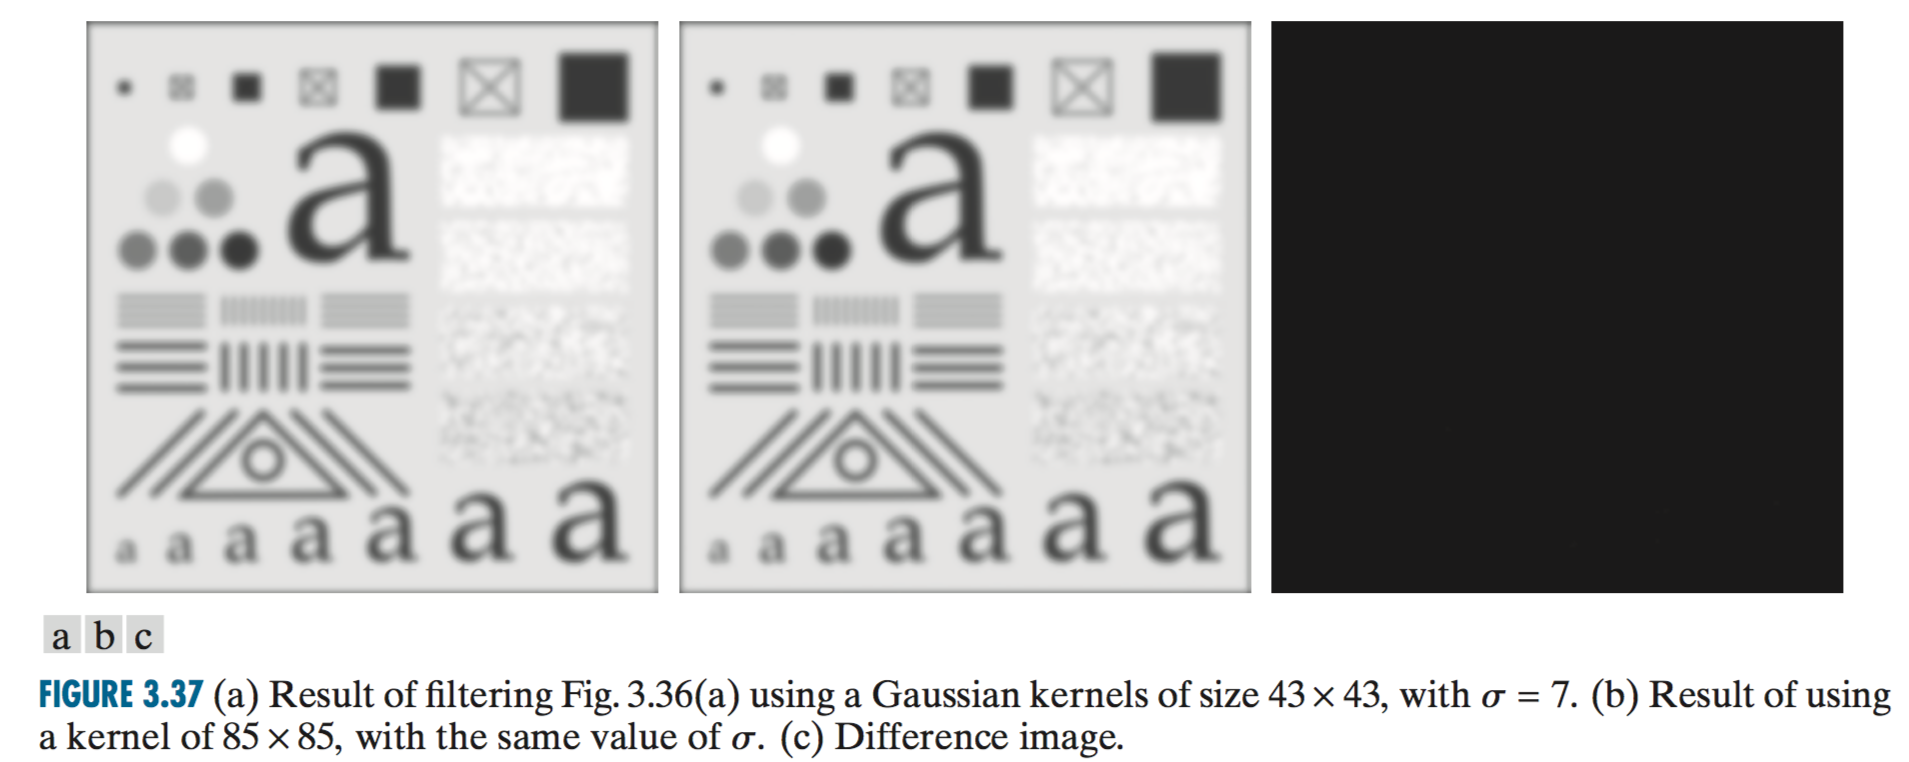 a
a a a a a a a
a
a a a a a a a
a b c
FIGURE 3.37 (a) Result of filtering Fig. 3.36(a) using a Gaussian kernels of size 43 × 43, with σ = 7. (b) Result of using
a kernel of 85 × 85, with the same value of σ. (c) Difference image.